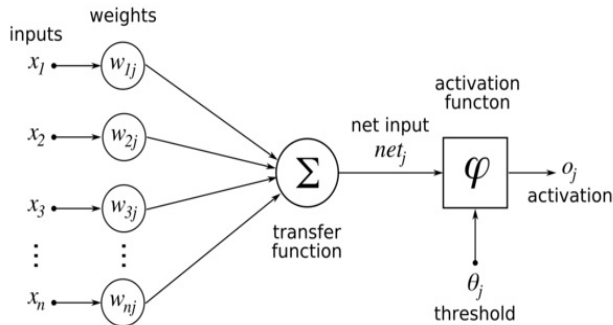 weights
inputs
x1
w1j
x2
w2j
x3
w3j
⋮
⋮
xn
wnj
Σ
transfer
function
net input
netj
activation
functon
φ
oj
activation
θj
threshold